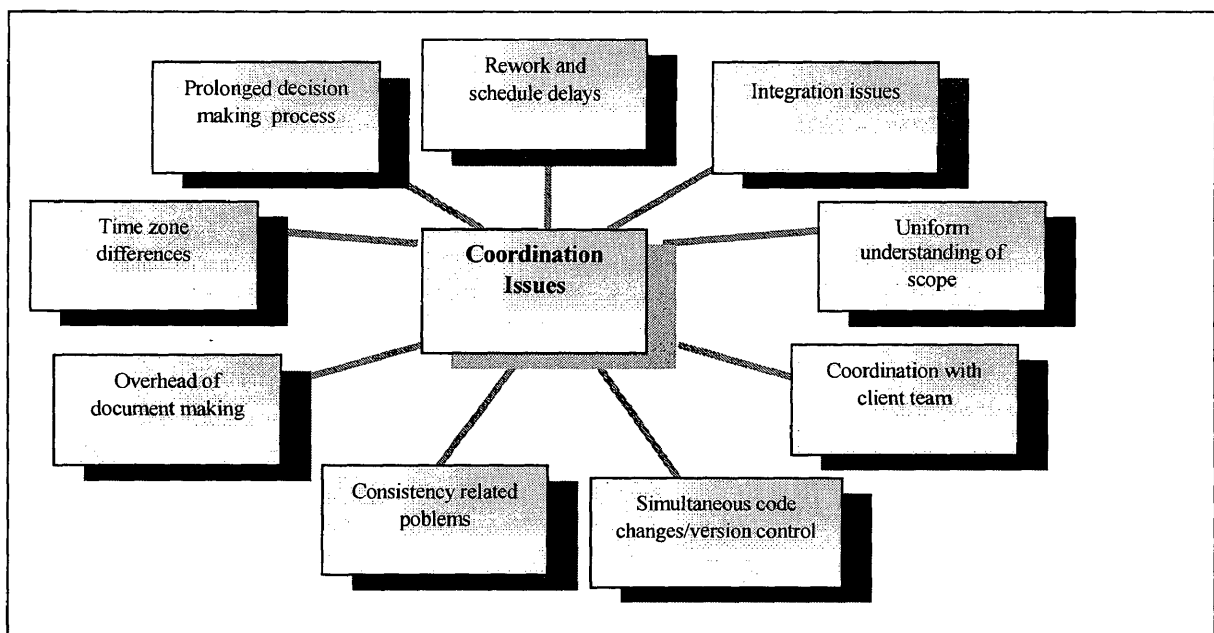 Rework and
schedule delays
Prolonged decision
making process
Integration issues
Time zone
differences
Uniform
understanding of
scope
Coordination
Issues
Overhead of
document making
Coordination with
client team
Consistency related
poblems
Simultaneous code
changes/version control